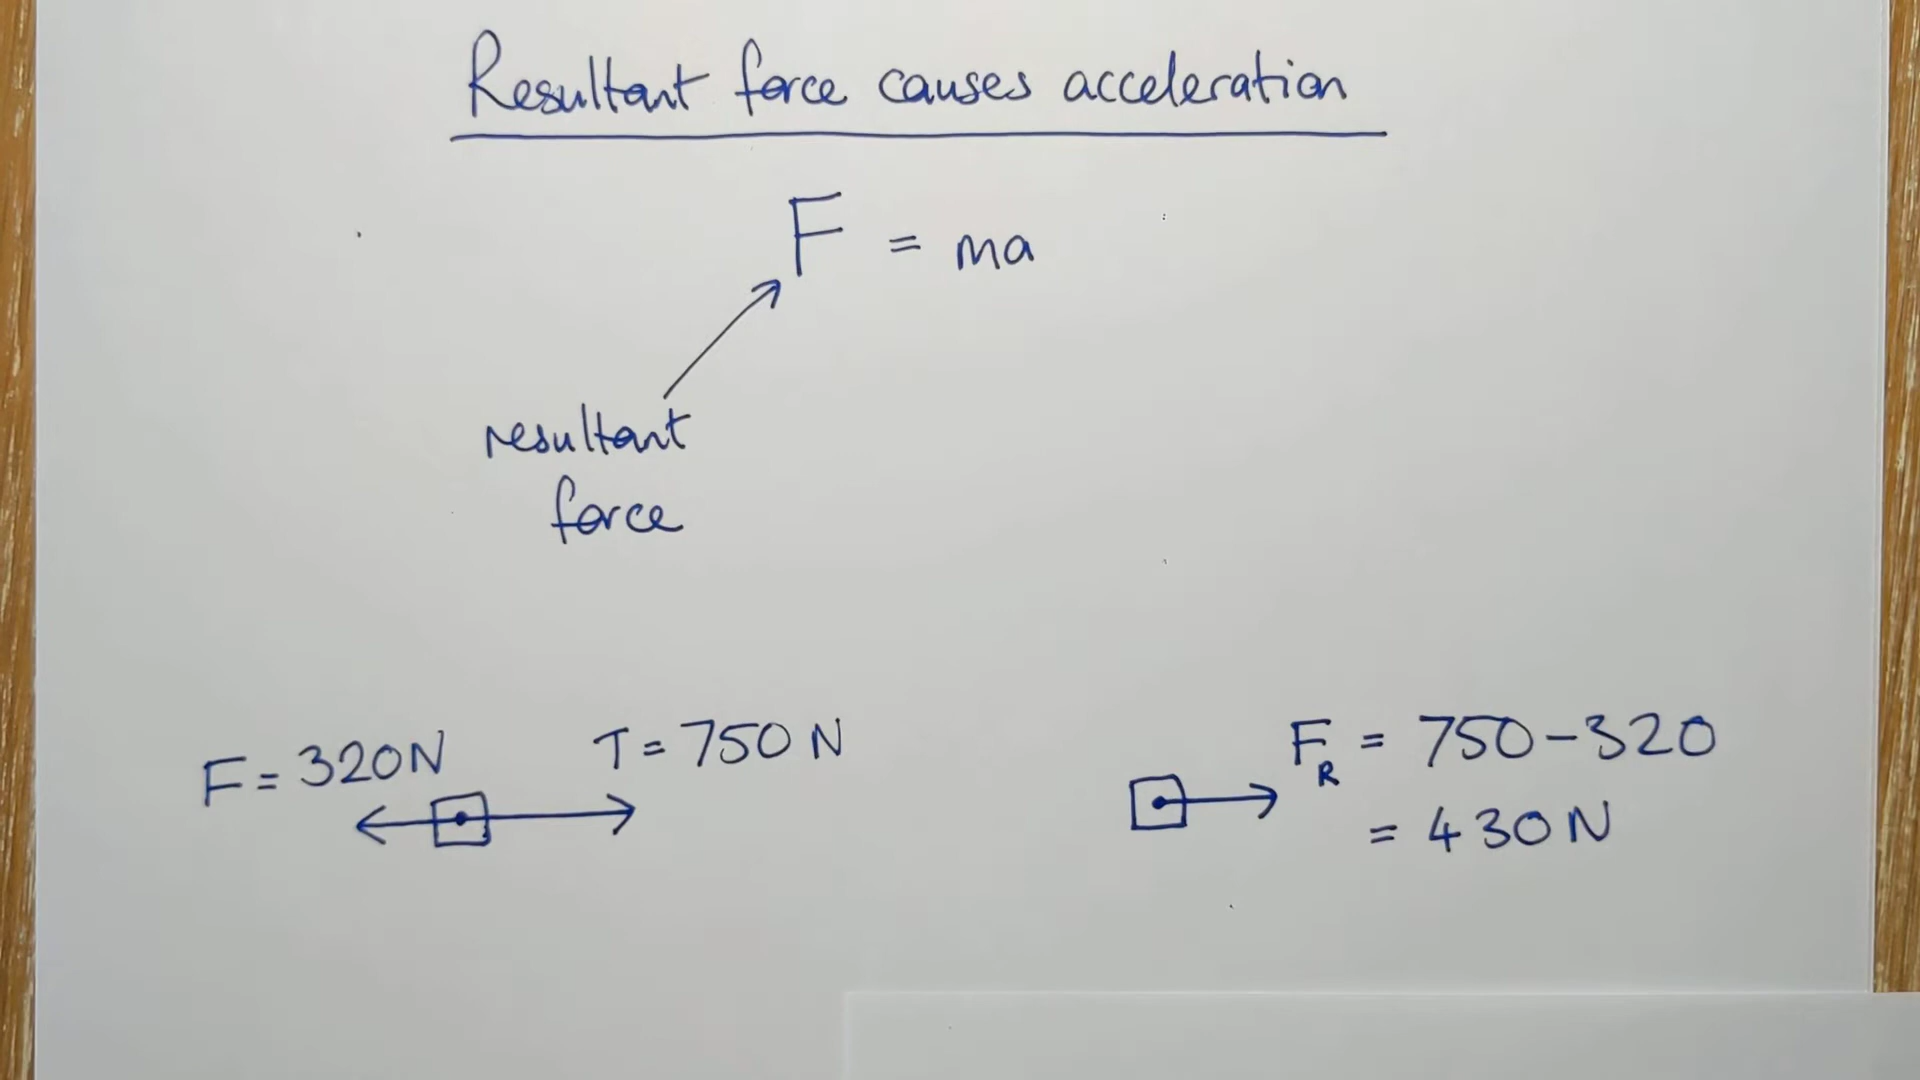 Resultant force causes acceleration
F = ma
resultant
force
F = 320N
T = 750 N
F_R = 750 - 320
= 430 N